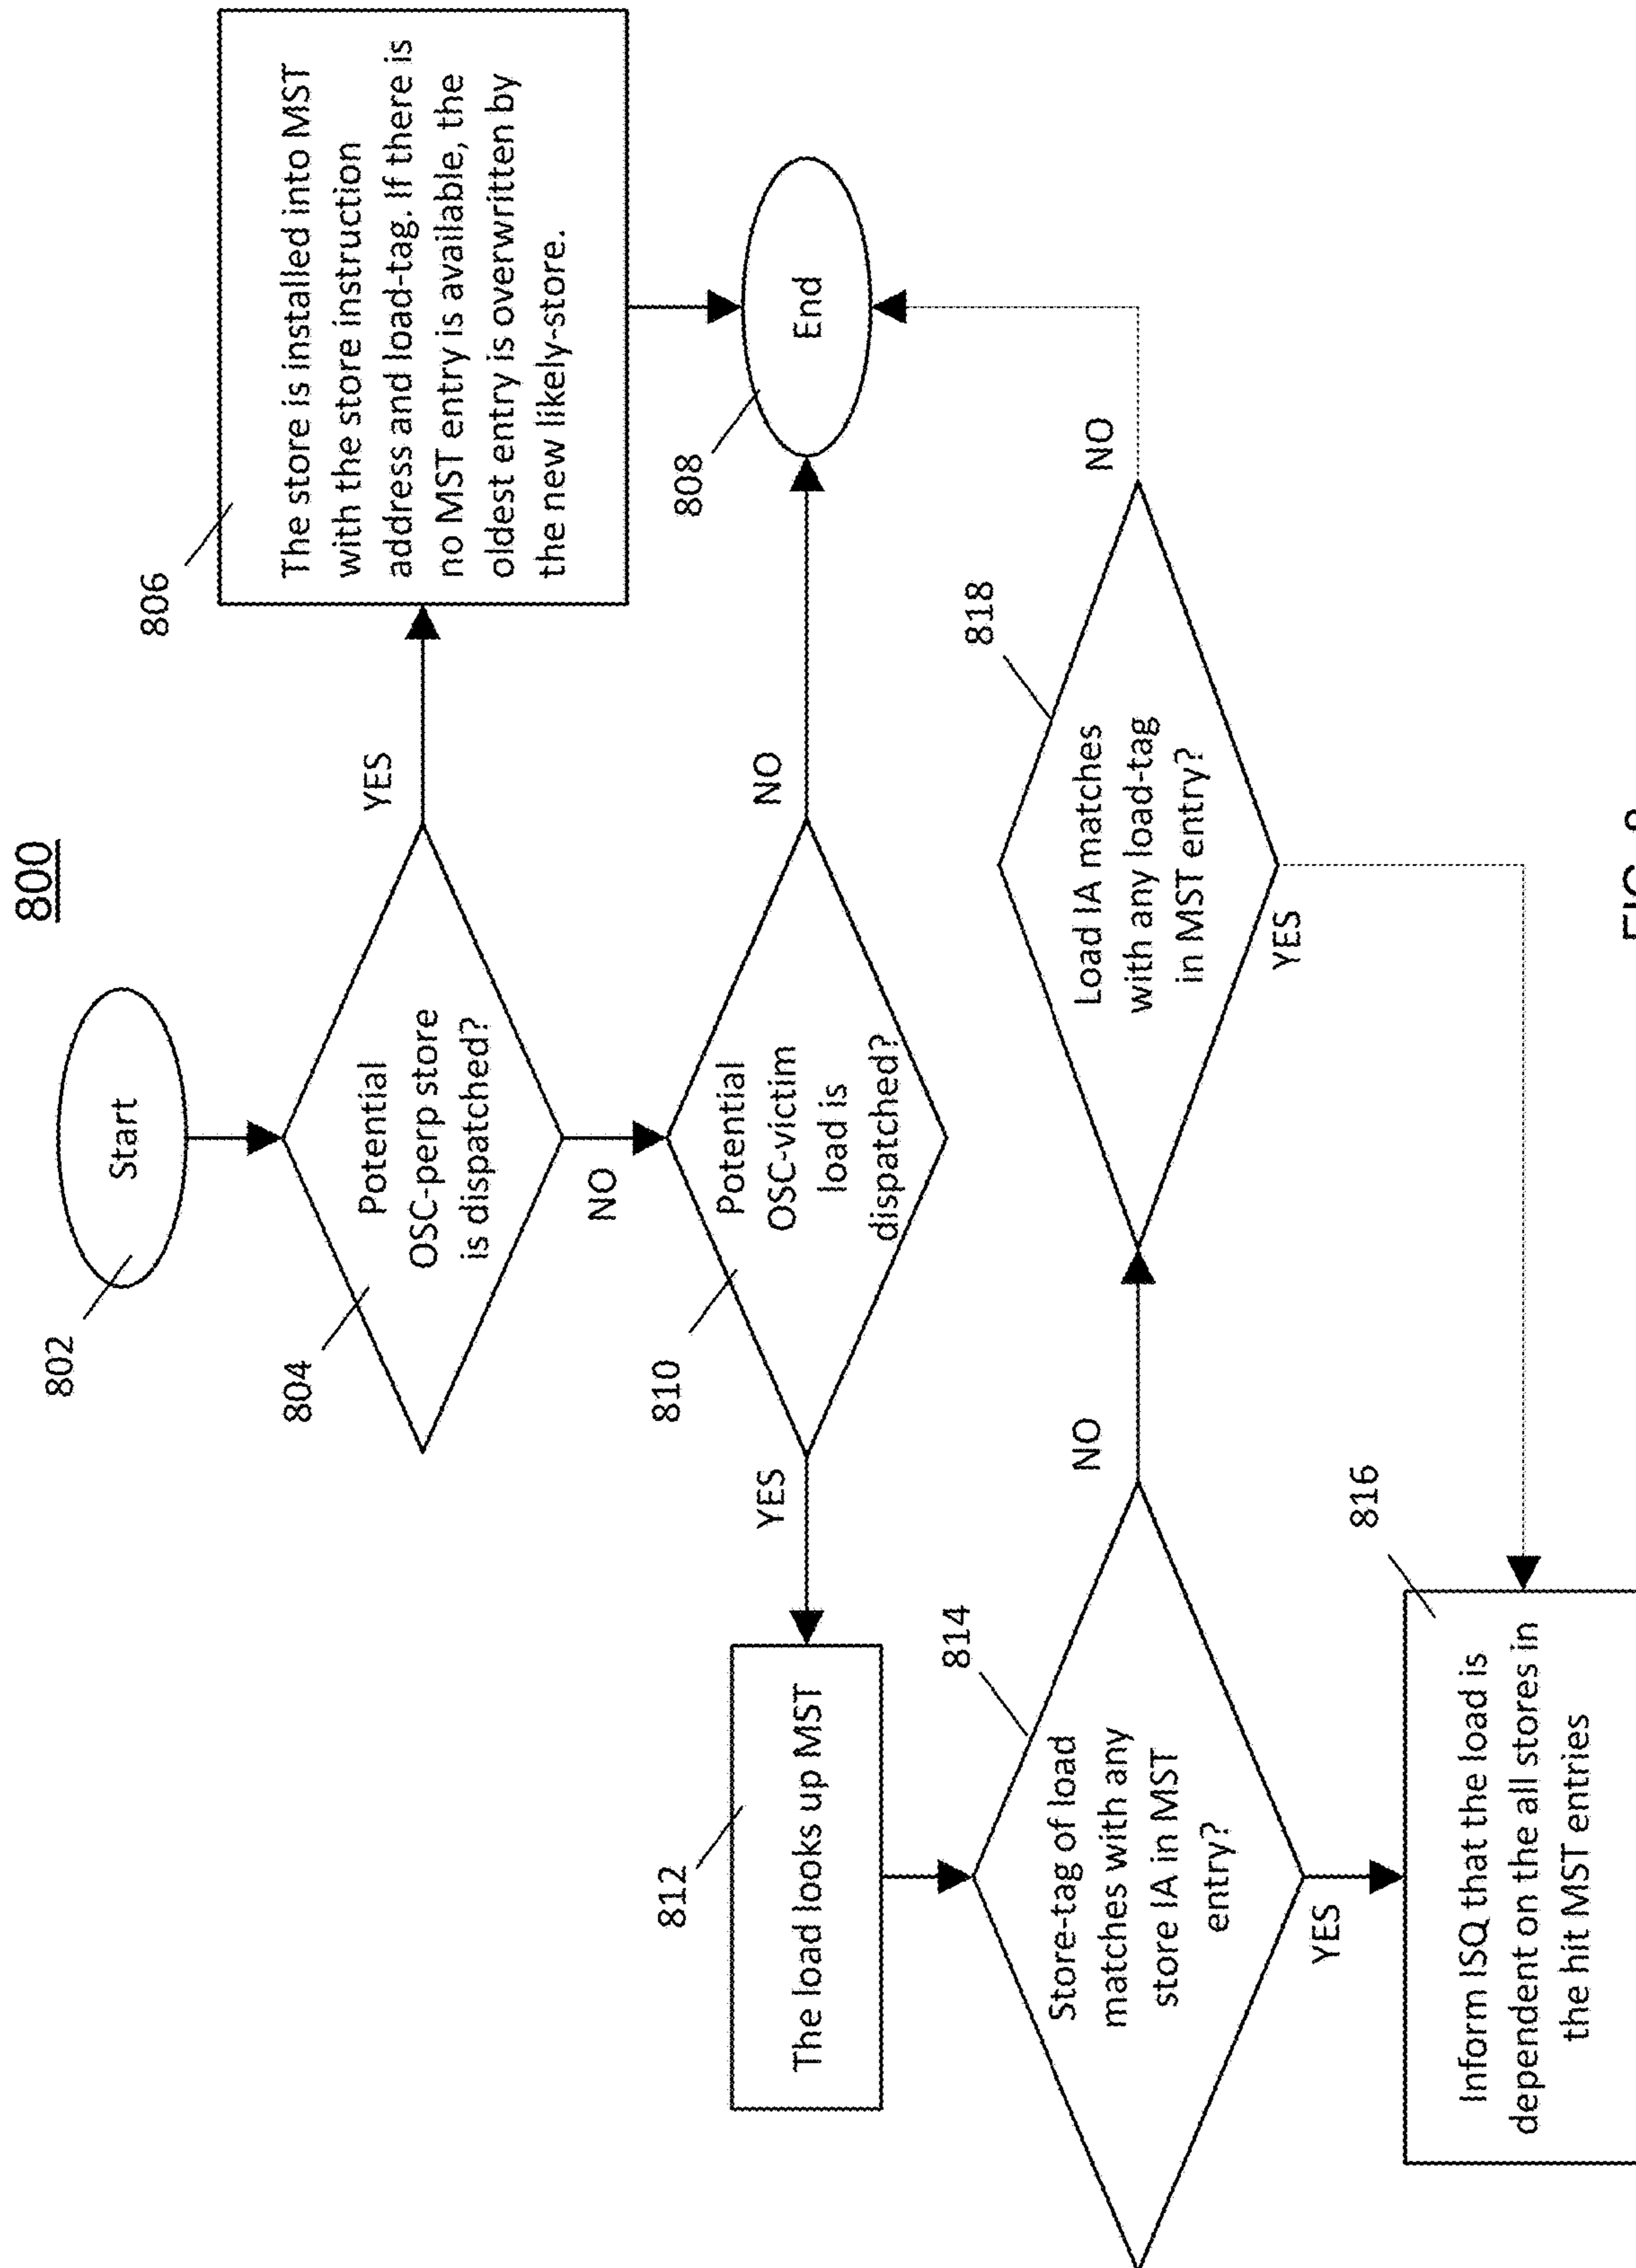 800
802
Start
804
Potential
OSC-perp store
is dispatched?
YES
806
The store is installed into MST
with the store instruction
address and load-tag. If there is
no MST entry is available, the
oldest entry is overwritten by
the new likely-store.
NO
810
Potential
OSC-victim
load is
dispatched?
NO
808
End
YES
812
The load looks up MST
814
Store-tag of load
matches with any
store IA in MST
entry?
NO
818
Load IA matches
with any load-tag
in MST entry?
NO
YES
YES
816
Inform ISQ that the load is
dependent on the all stores in
the hit MST entries
FIG. 8